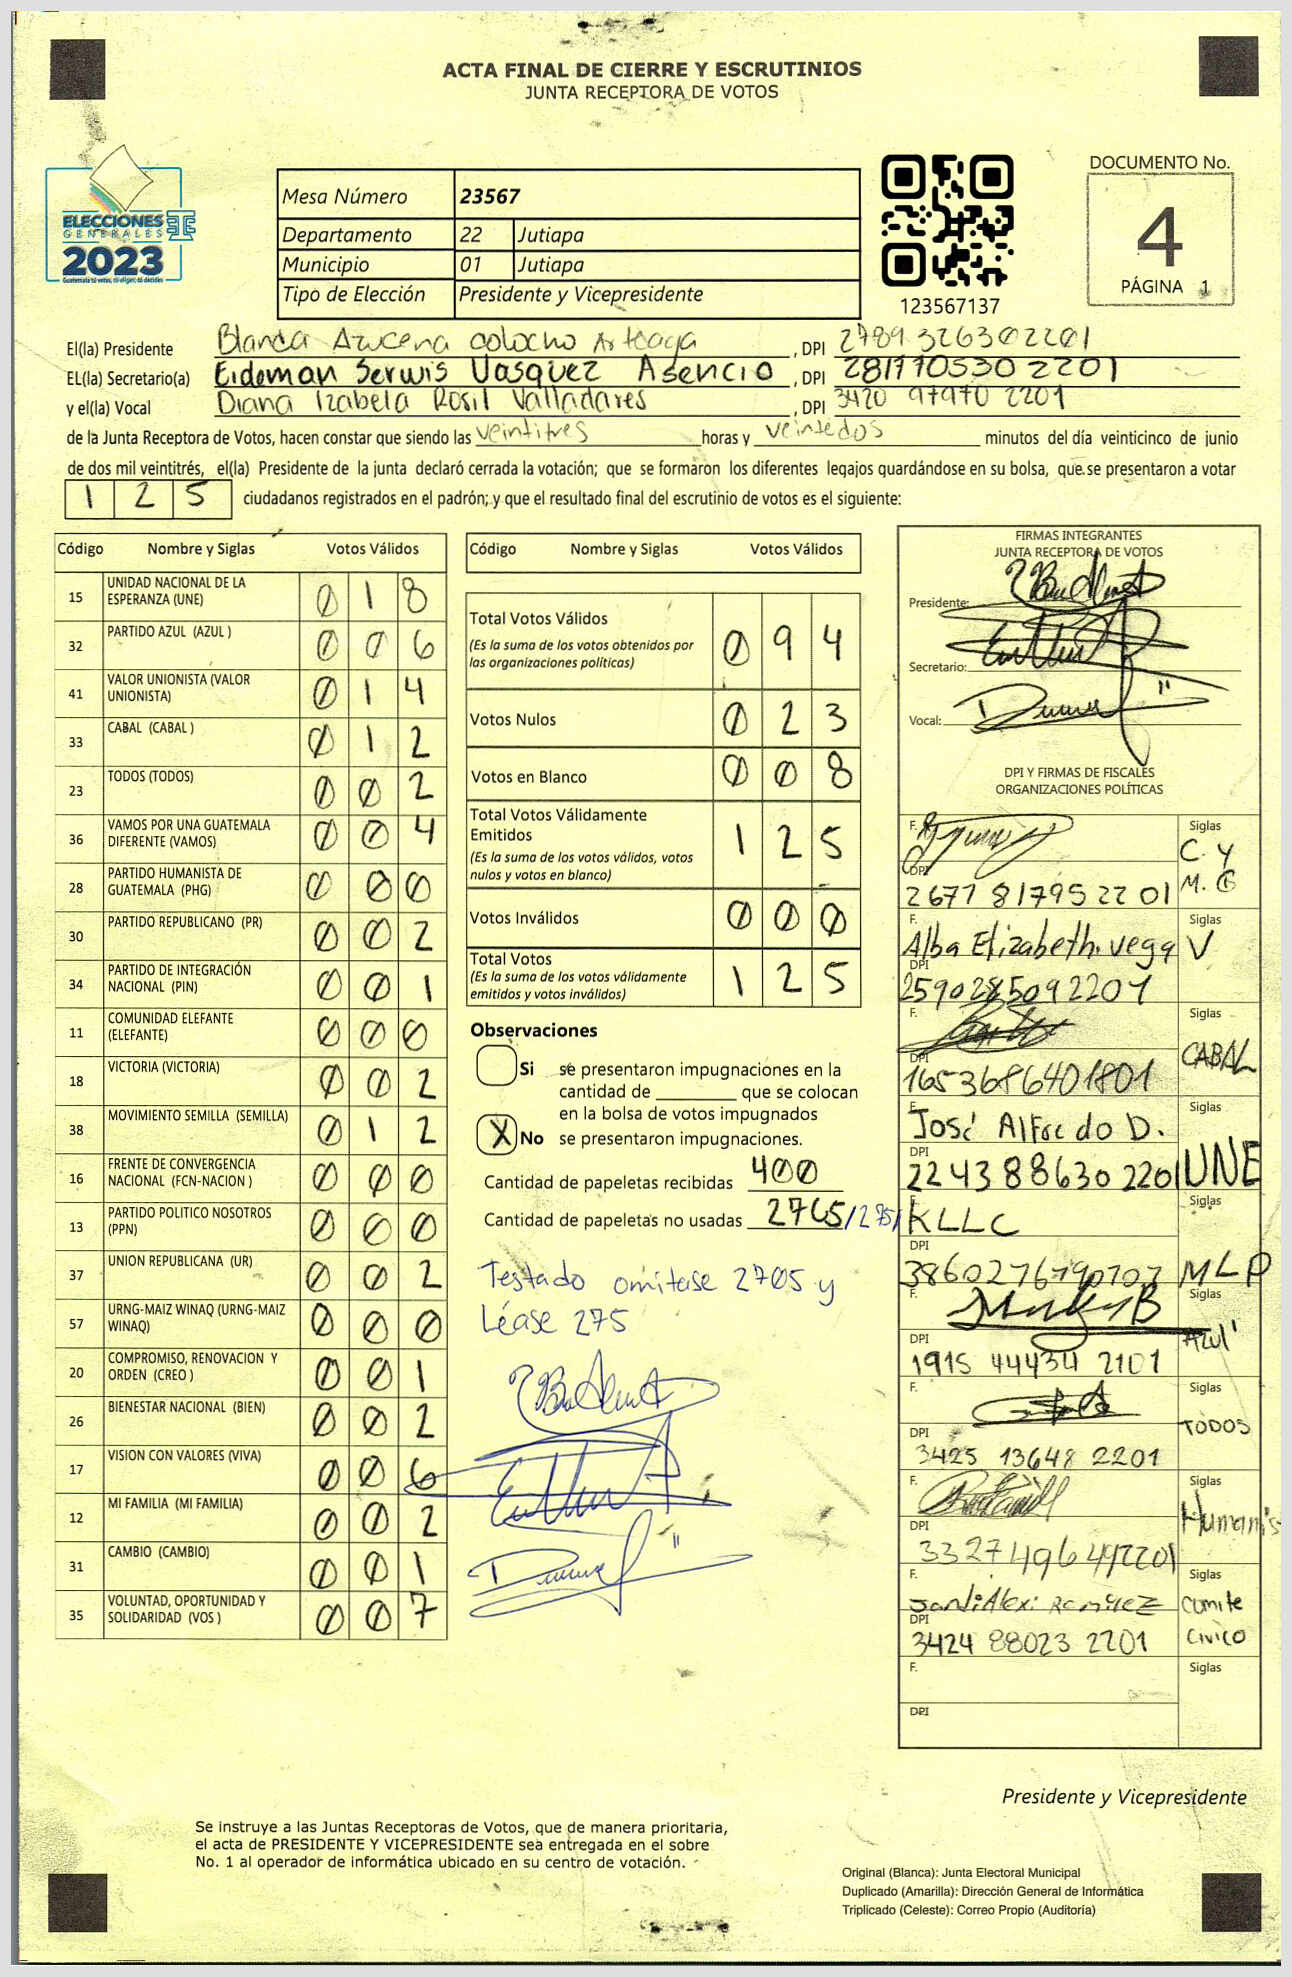 ACTA FINAL DE CIERRE Y ESCRUTINIOS
JUNTA RECEPTORA DE VOTOS
ELECCIONES
GENERALES
2023
Guatemala tú votas, tú eliges, tú decides
Mesa Número 23567
Departamento 22 Jutiapa
Municipio 01 Jutiapa
Tipo de Elección Presidente y Vicepresidente
123567137
DOCUMENTO No.
4
PÁGINA 1
El(la) Presidente Blanca Azucena Colocho Arteaga, DPI 2789326302201
EL(la) Secretario(a) Eideman Serwis Vasquez Asencio, DPI 2817705302201
y el(la) Vocal Diana Izabela Rosil Valladares, DPI 3420 97970 2201
de la Junta Receptora de Votos, hacen constar que siendo las veintitres horas y veintedos minutos del día veinticinco de junio
de dos mil veintitrés, el(la) Presidente de la junta declaró cerrada la votación; que se formaron los diferentes legajos guardándose en su bolsa, que se presentaron a votar
1 2 5 ciudadanos registrados en el padrón; y que el resultado final del escrutinio de votos es el siguiente:
Código Nombre y Siglas Votos Válidos
15 UNIDAD NACIONAL DE LA ESPERANZA (UNE) 0 1 8
32 PARTIDO AZUL (AZUL ) 0 0 6
41 VALOR UNIONISTA (VALOR UNIONISTA) 0 1 4
33 CABAL (CABAL ) 0 1 2
23 TODOS (TODOS) 0 0 2
36 VAMOS POR UNA GUATEMALA DIFERENTE (VAMOS) 0 0 4
28 PARTIDO HUMANISTA DE GUATEMALA (PHG) 0 0 0
30 PARTIDO REPUBLICANO (PR) 0 0 2
34 PARTIDO DE INTEGRACIÓN NACIONAL (PIN) 0 0 1
11 COMUNIDAD ELEFANTE (ELEFANTE) 0 0 0
18 VICTORIA (VICTORIA) 0 0 2
38 MOVIMIENTO SEMILLA (SEMILLA) 0 1 2
16 FRENTE DE CONVERGENCIA NACIONAL (FCN-NACION ) 0 0 0
13 PARTIDO POLITICO NOSOTROS (PPN) 0 0 0
37 UNION REPUBLICANA (UR) 0 0 2
57 URNG-MAIZ WINAQ (URNG-MAIZ WINAQ) 0 0 0
20 COMPROMISO, RENOVACION Y ORDEN (CREO ) 0 0 1
26 BIENESTAR NACIONAL (BIEN) 0 0 2
17 VISION CON VALORES (VIVA) 0 0 6
12 MI FAMILIA (MI FAMILIA) 0 0 2
31 CAMBIO (CAMBIO) 0 0 1
35 VOLUNTAD, OPORTUNIDAD Y SOLIDARIDAD (VOS ) 0 0 7
Código Nombre y Siglas Votos Válidos
Total Votos Válidos 0 9 4
(Es la suma de los votos obtenidos por las organizaciones políticas)
Votos Nulos 0 2 3
Votos en Blanco 0 0 8
Total Votos Válidamente Emitidos 1 2 5
(Es la suma de los votos válidos, votos nulos y votos en blanco)
Votos Inválidos 0 0 0
Total Votos 1 2 5
(Es la suma de los votos válidamente emitidos y votos inválidos)
Observaciones
Si se presentaron impugnaciones en la
cantidad de ________ que se colocan
en la bolsa de votos impugnados
X No se presentaron impugnaciones.
Cantidad de papeletas recibidas 400
Cantidad de papeletas no usadas 2765/275/
Testado omitase 2705 y
Léase 275
FIRMAS INTEGRANTES
JUNTA RECEPTORA DE VOTOS
Presidente:
Secretario:
Vocal:
DPI Y FIRMAS DE FISCALES
ORGANIZACIONES POLÍTICAS
F. Siglas C. y M. G
DPI 2677 81795 22 01
F. Alba Elizabeth. vega Siglas V
DPI 2590285092201
F. Siglas CABAL
DPI 1653686401801
F. José Alfredo D. Siglas UNE
DPI 2243 88630 2201
F. KLLC Siglas MLP
DPI 3860276790707
F. Siglas Azul
DPI 1915 44434 2101
F. Siglas TODOS
DPI 3425 13648 2201
F. Siglas Humanis
DPI 3327496492201
F. Siglas Comite Civico
DPI 3424 88023 2201
F. Siglas
DPI
Presidente y Vicepresidente
Se instruye a las Juntas Receptoras de Votos, que de manera prioritaria,
el acta de PRESIDENTE Y VICEPRESIDENTE sea entregada en el sobre
No. 1 al operador de informática ubicado en su centro de votación.
Original (Blanca): Junta Electoral Municipal
Duplicado (Amarilla): Dirección General de Informática
Triplicado (Celeste): Correo Propio (Auditoría)